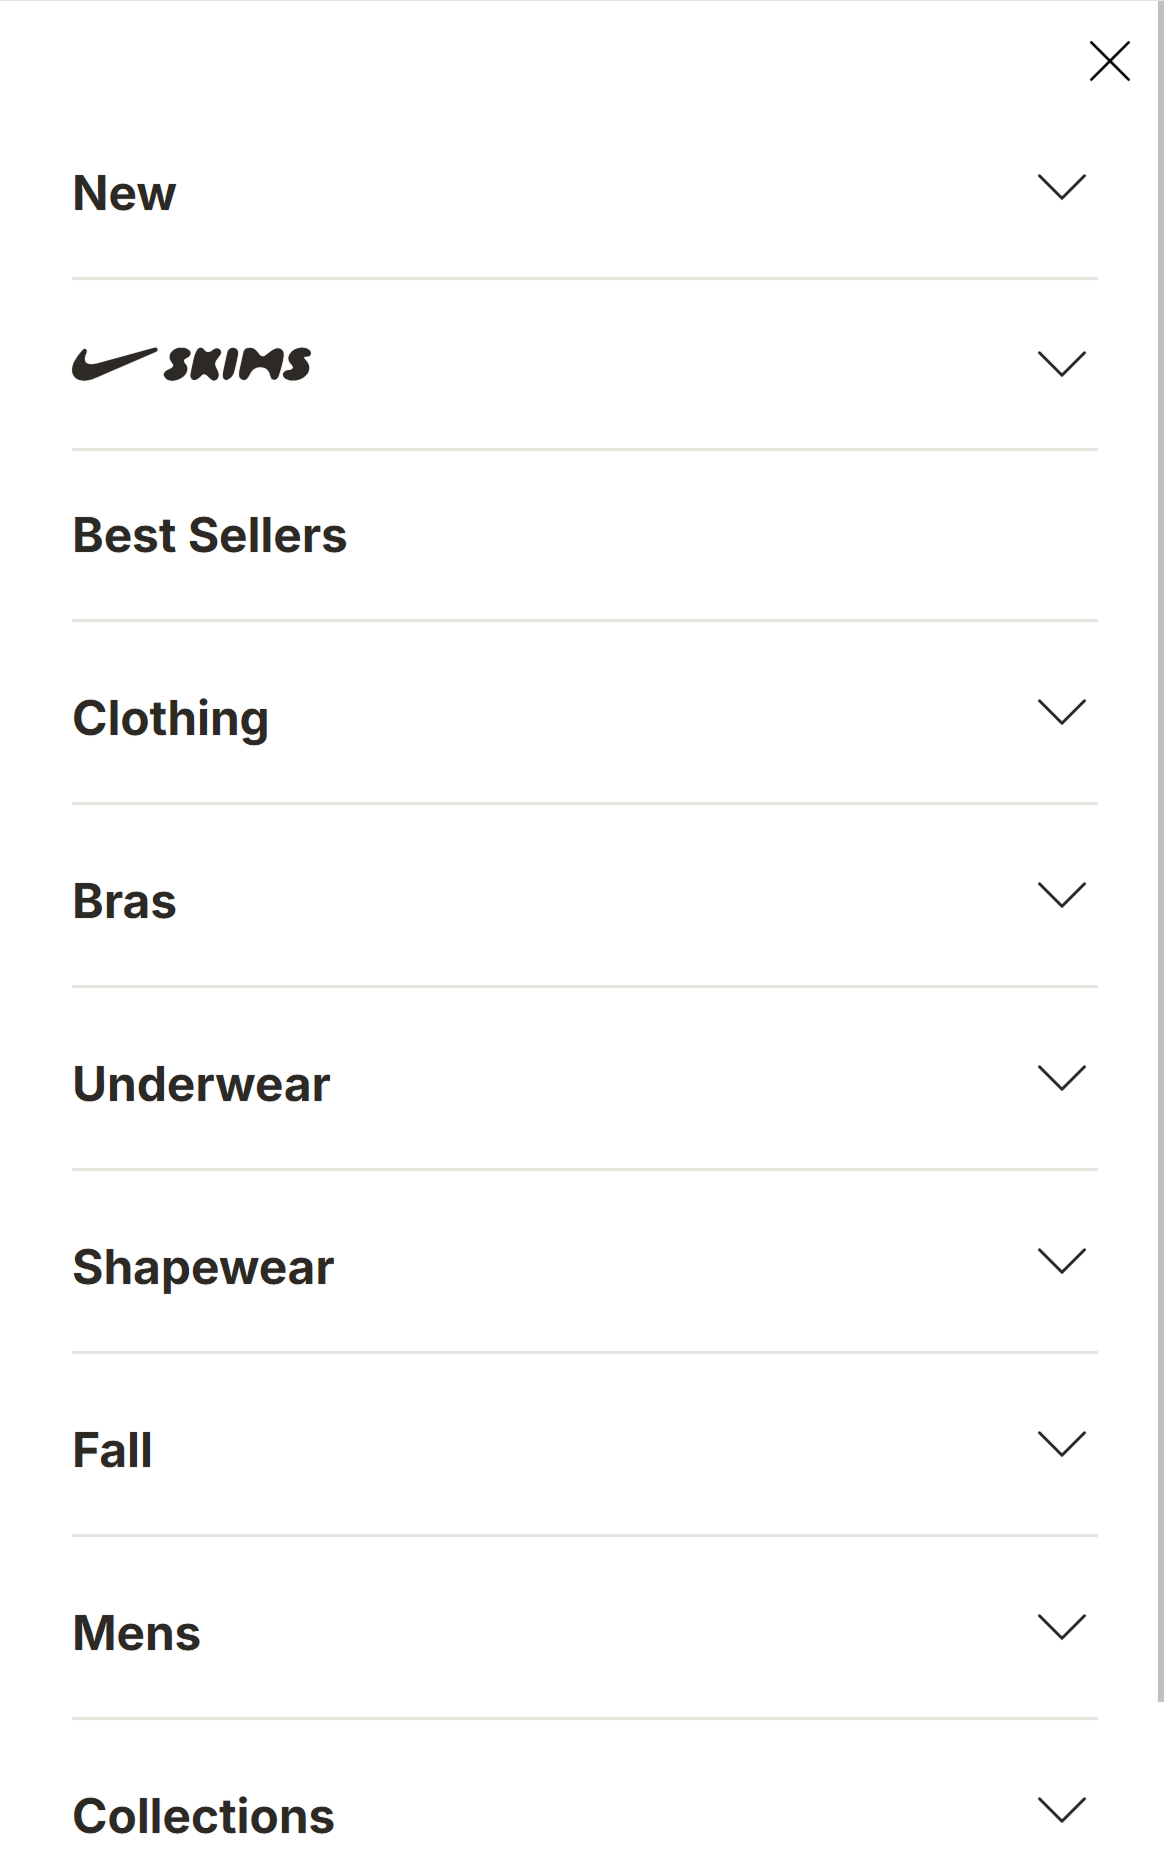 New
SKIMS
Best Sellers
Clothing
Bras
Underwear
Shapewear
Fall
Mens
Collections